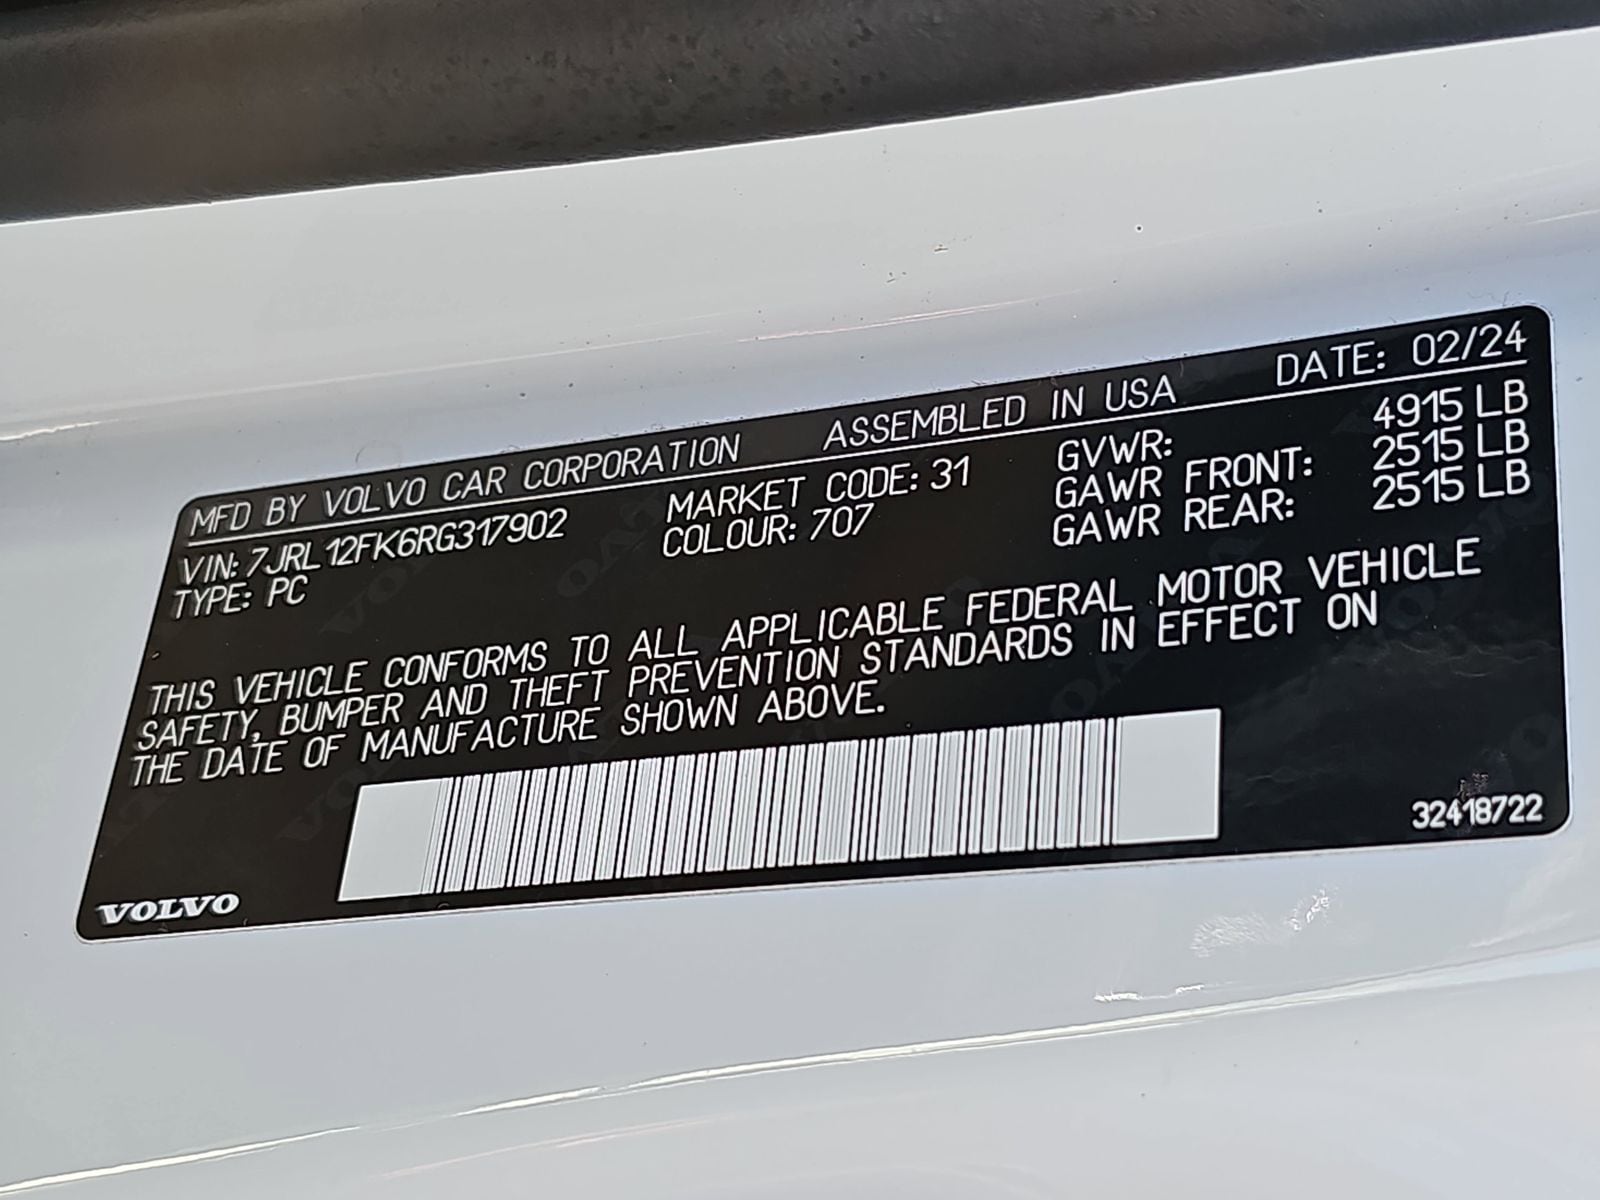 MFD BY VOLVO CAR CORPORATION ASSEMBLED IN USA DATE: 02/24
VIN: 7JRL12FK6RG317902 MARKET CODE: 31 GVWR: 4915 LB
TYPE: PC COLOUR: 707 GAWR FRONT: 2515 LB
GAWR REAR: 2515 LB
THIS VEHICLE CONFORMS TO ALL APPLICABLE FEDERAL MOTOR VEHICLE
SAFETY, BUMPER AND THEFT PREVENTION STANDARDS IN EFFECT ON
THE DATE OF MANUFACTURE SHOWN ABOVE.
32418722
VOLVO